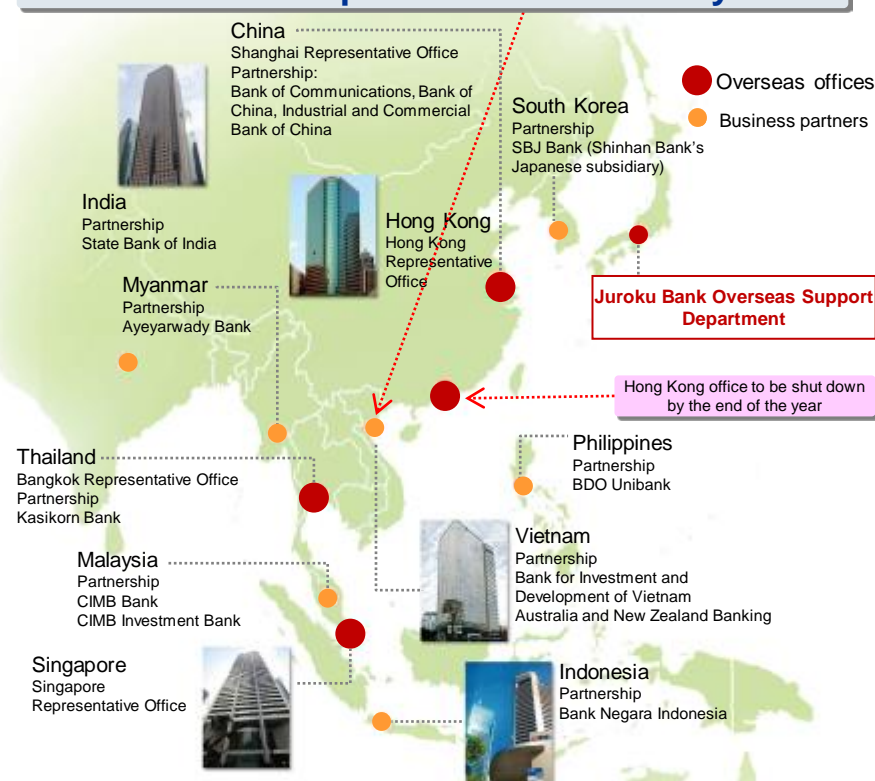 China
Shanghai Representative Office
Partnership:
Bank of Communications, Bank of
China, Industrial and Commercial
Bank of China
Overseas offices
Business partners
South Korea
Partnership
SBJ Bank (Shinhan Bank's
Japanese subsidiary)
India
Partnership
State Bank of India
Hong Kong
Hong Kong
Representative
Office
Myanmar
Partnership
Ayeyarwady Bank
Juroku Bank Overseas Support
Department
Hong Kong office to be shut down
by the end of the year
Thailand
Bangkok Representative Office
Partnership
Kasikorn Bank
Philippines
Partnership
BDO Unibank
Malaysia
Partnership
CIMB Bank
CIMB Investment Bank
Vietnam
Partnership
Bank for Investment and
Development of Vietnam
Australia and New Zealand Banking
Singapore
Singapore
Representative Office
Indonesia
Partnership
Bank Negara Indonesia